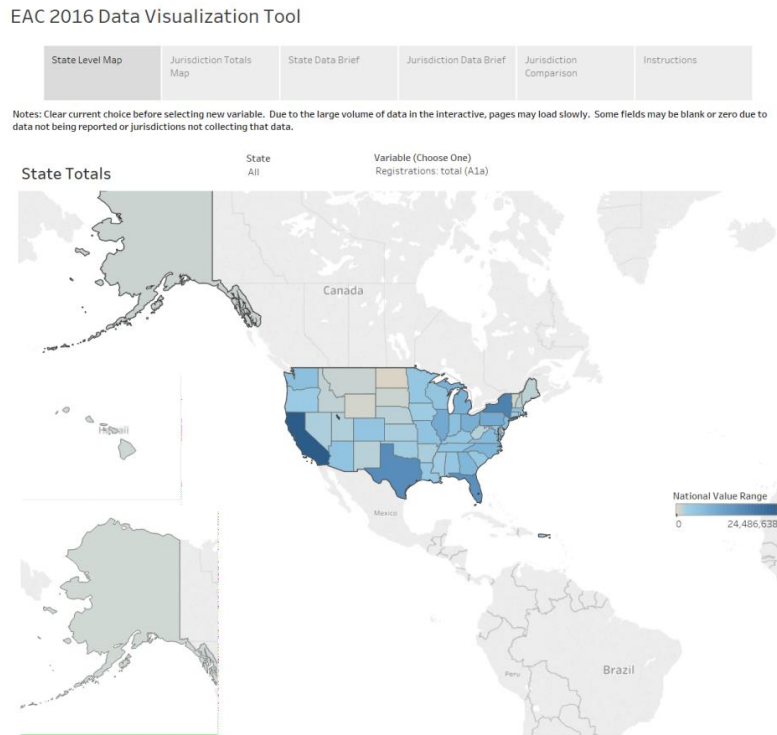 EAC 2016 Data Visualization Tool
State Level Map
Jurisdiction Totals
Map
State Data Brief
Jurisdiction Data Brief
Jurisdiction
Comparison
Instructions
Notes: Clear current choice before selecting new variable. Due to the large volume of data in the interactive, pages may load slowly. Some fields may be blank or zero due to
data not being reported or jurisdictions not collecting that data.
State Totals
State
All
Variable (Choose One)
Registrations: total (A1a)
Canada
Hawaii
Mexico
National Value Range
0
24,486,638
Peru
Brazil